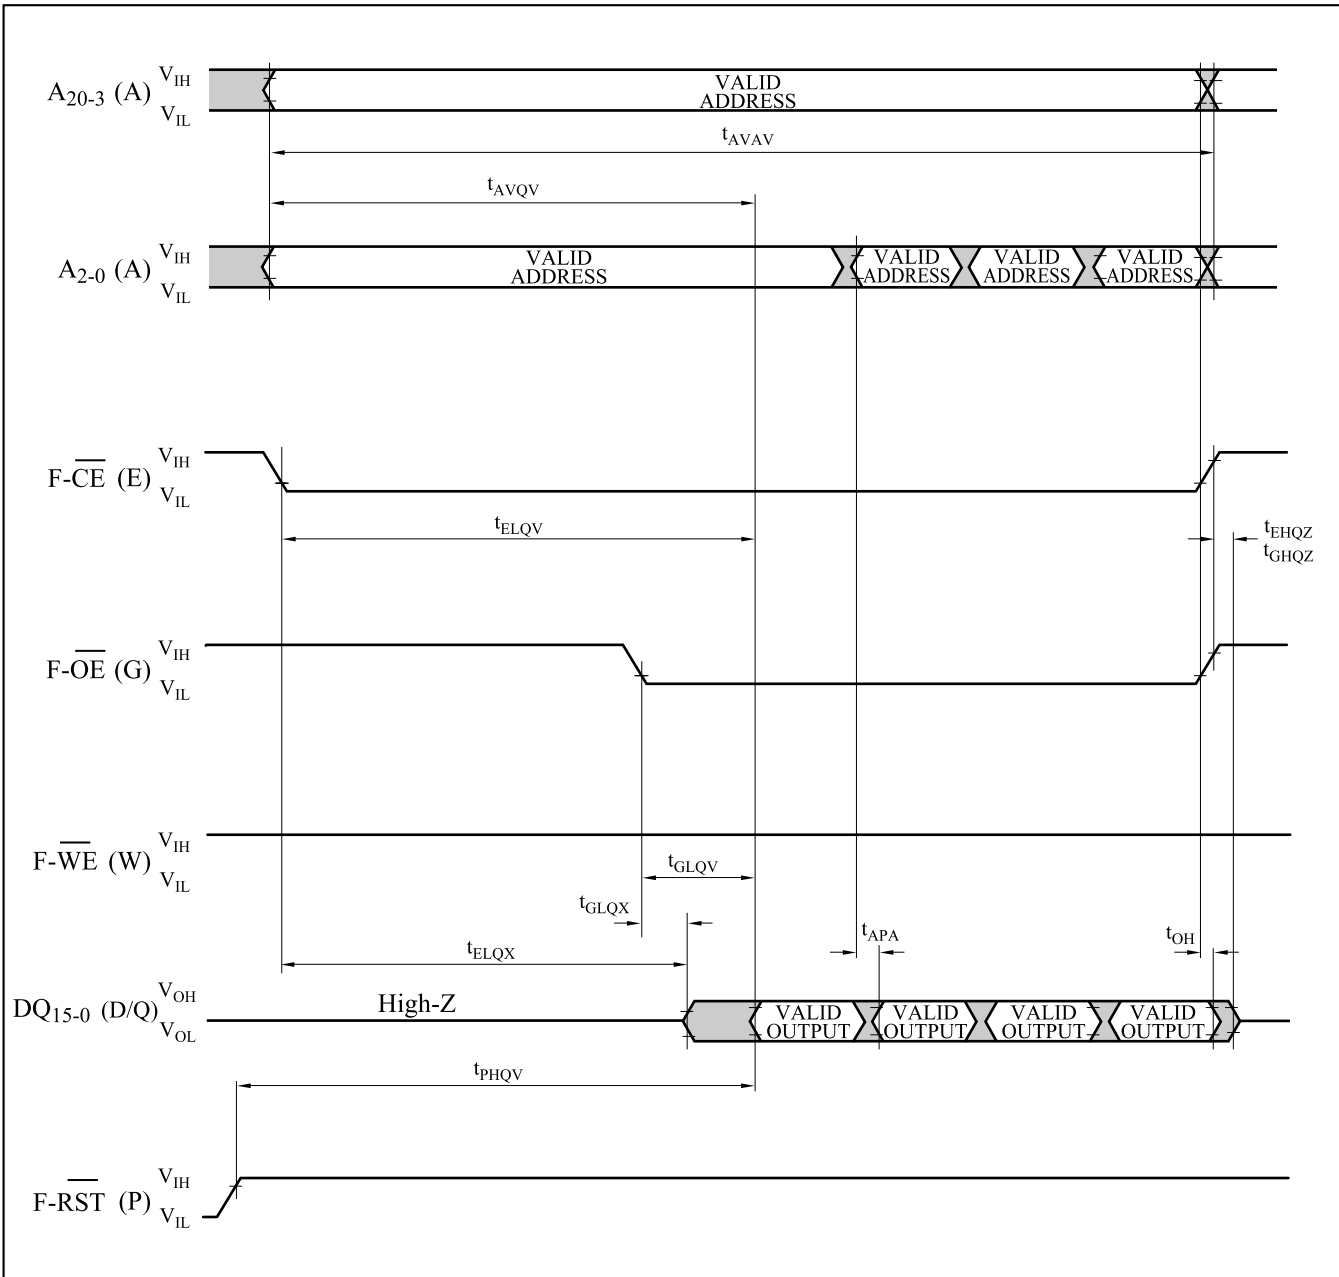 A20-3 (A) VIH VIL
VALID
ADDRESS
tAVAV
tAVQV
A2-0 (A) VIH VIL
VALID
ADDRESS
VALID
ADDRESS
VALID
ADDRESS
VALID
ADDRESS
F-CE (E) VIH VIL
tELQV
tEHQZ
tGHQZ
F-OE (G) VIH VIL
F-WE (W) VIH VIL
tGLQV
tGLQX
tELQX
tAPA
tOH
DQ15-0 (D/Q) VOH VOL
High-Z
VALID
OUTPUT
VALID
OUTPUT
VALID
OUTPUT
VALID
OUTPUT
tPHQV
F-RST (P) VIH VIL